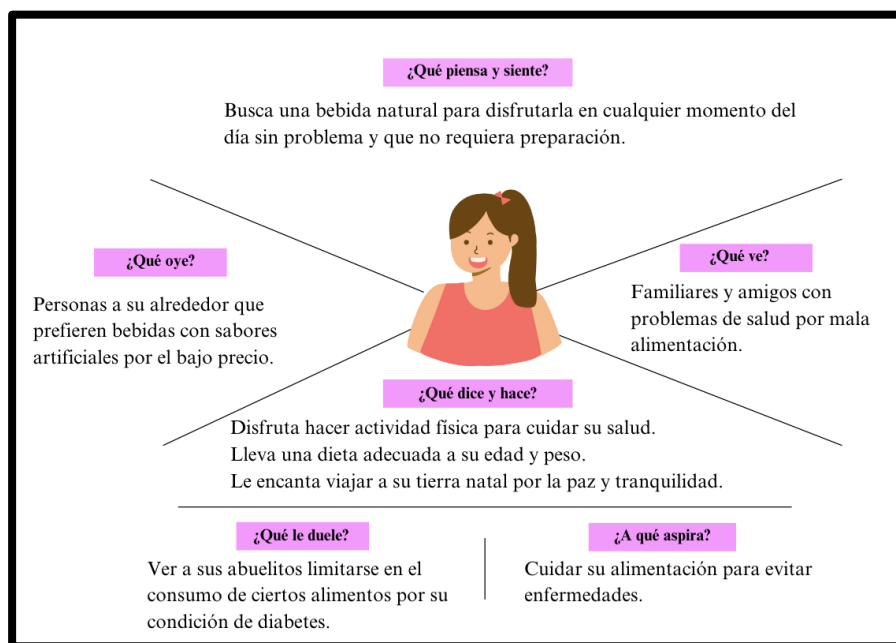 ¿Qué piensa y siente?
Busca una bebida natural para disfrutarla en cualquier momento del
día sin problema y que no requiera preparación.
¿Qué oye?
Personas a su alrededor que
prefieren bebidas con sabores
artificiales por el bajo precio.
¿Qué ve?
Familiares y amigos con
problemas de salud por mala
alimentación.
¿Qué dice y hace?
Disfruta hacer actividad física para cuidar su salud.
Lleva una dieta adecuada a su edad y peso.
Le encanta viajar a su tierra natal por la paz y tranquilidad.
¿Qué le duele?
Ver a sus abuelitos limitarse en el
consumo de ciertos alimentos por su
condición de diabetes.
¿A qué aspira?
Cuidar su alimentación para evitar
enfermedades.